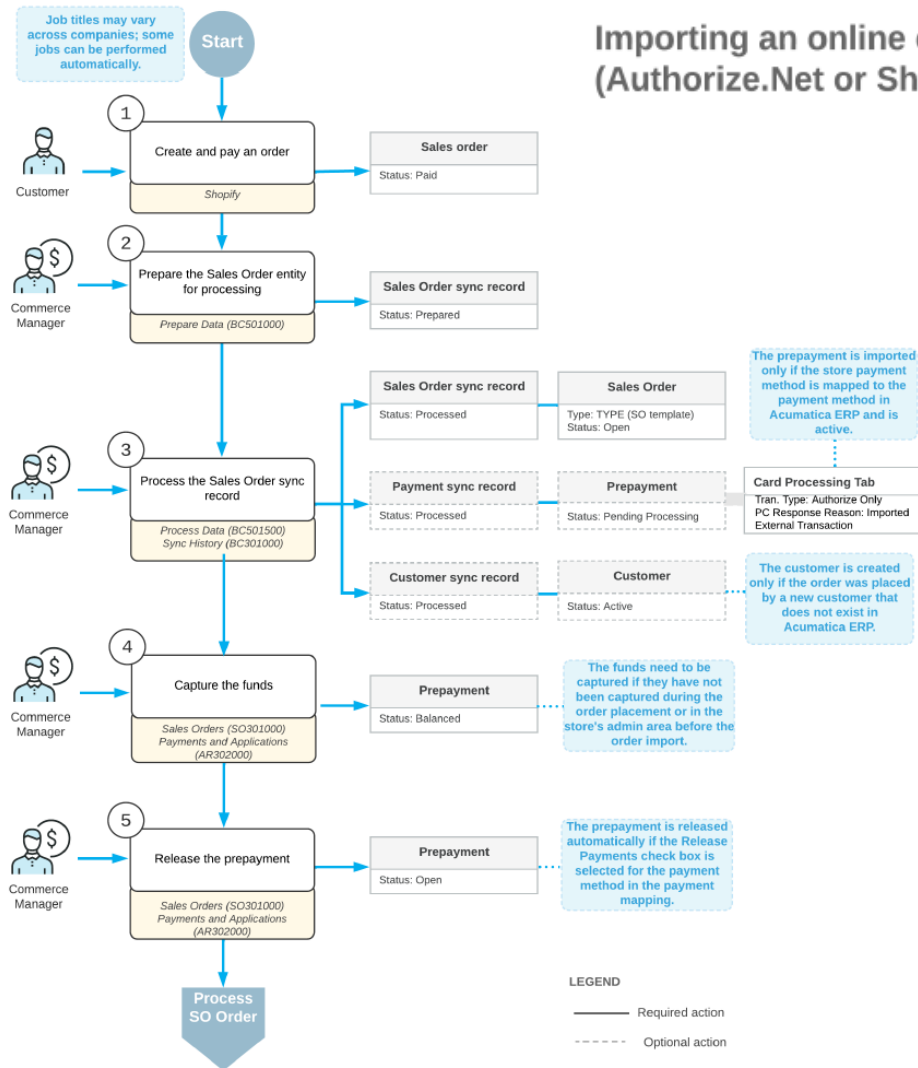 Job titles may vary
across companies; some
jobs can be performed
automatically.
Start
Importing an online
(Authorize.Net or
1
Create and pay an order
Shopify
Customer
Sales order
Status: Paid
2
Prepare the Sales Order entity
for processing
Prepare Data (BC501000)
$
Commerce
Manager
Sales Order sync record
Status: Prepared
3
Process the Sales Order sync
record
Process Data (BC501500)
Sync History (BC301000)
$
Commerce
Manager
Sales Order sync record
Status: Processed
Sales Order
Type: TYPE (SO template)
Status: Open
The prepayment is imported
only if the store payment
method is mapped to the
payment method in
Acumatica ERP and is
active.
Payment sync record
Status: Processed
Prepayment
Status: Pending Processing
Card Processing Tab
Tran. Type: Authorize Only
PC Response Reason: Imported
External Transaction
Customer sync record
Status: Processed
Customer
Status: Active
The customer is created
only if the order was placed
by a new customer that
does not exist in
Acumatica ERP.
4
Capture the funds
Sales Orders (SO301000)
Payments and Applications
(AR302000)
$
Commerce
Manager
Prepayment
Status: Balanced
The funds need to be
captured if they have not
been captured during the
order placement or in the
store's admin area before the
order import.
5
Release the prepayment
Sales Orders (SO301000)
Payments and Applications
(AR302000)
$
Commerce
Manager
Prepayment
Status: Open
The prepayment is released
automatically if the Release
Payments check box is
selected for the payment
method in the payment
mapping.
Process
SO Order
LEGEND
Required action
Optional action